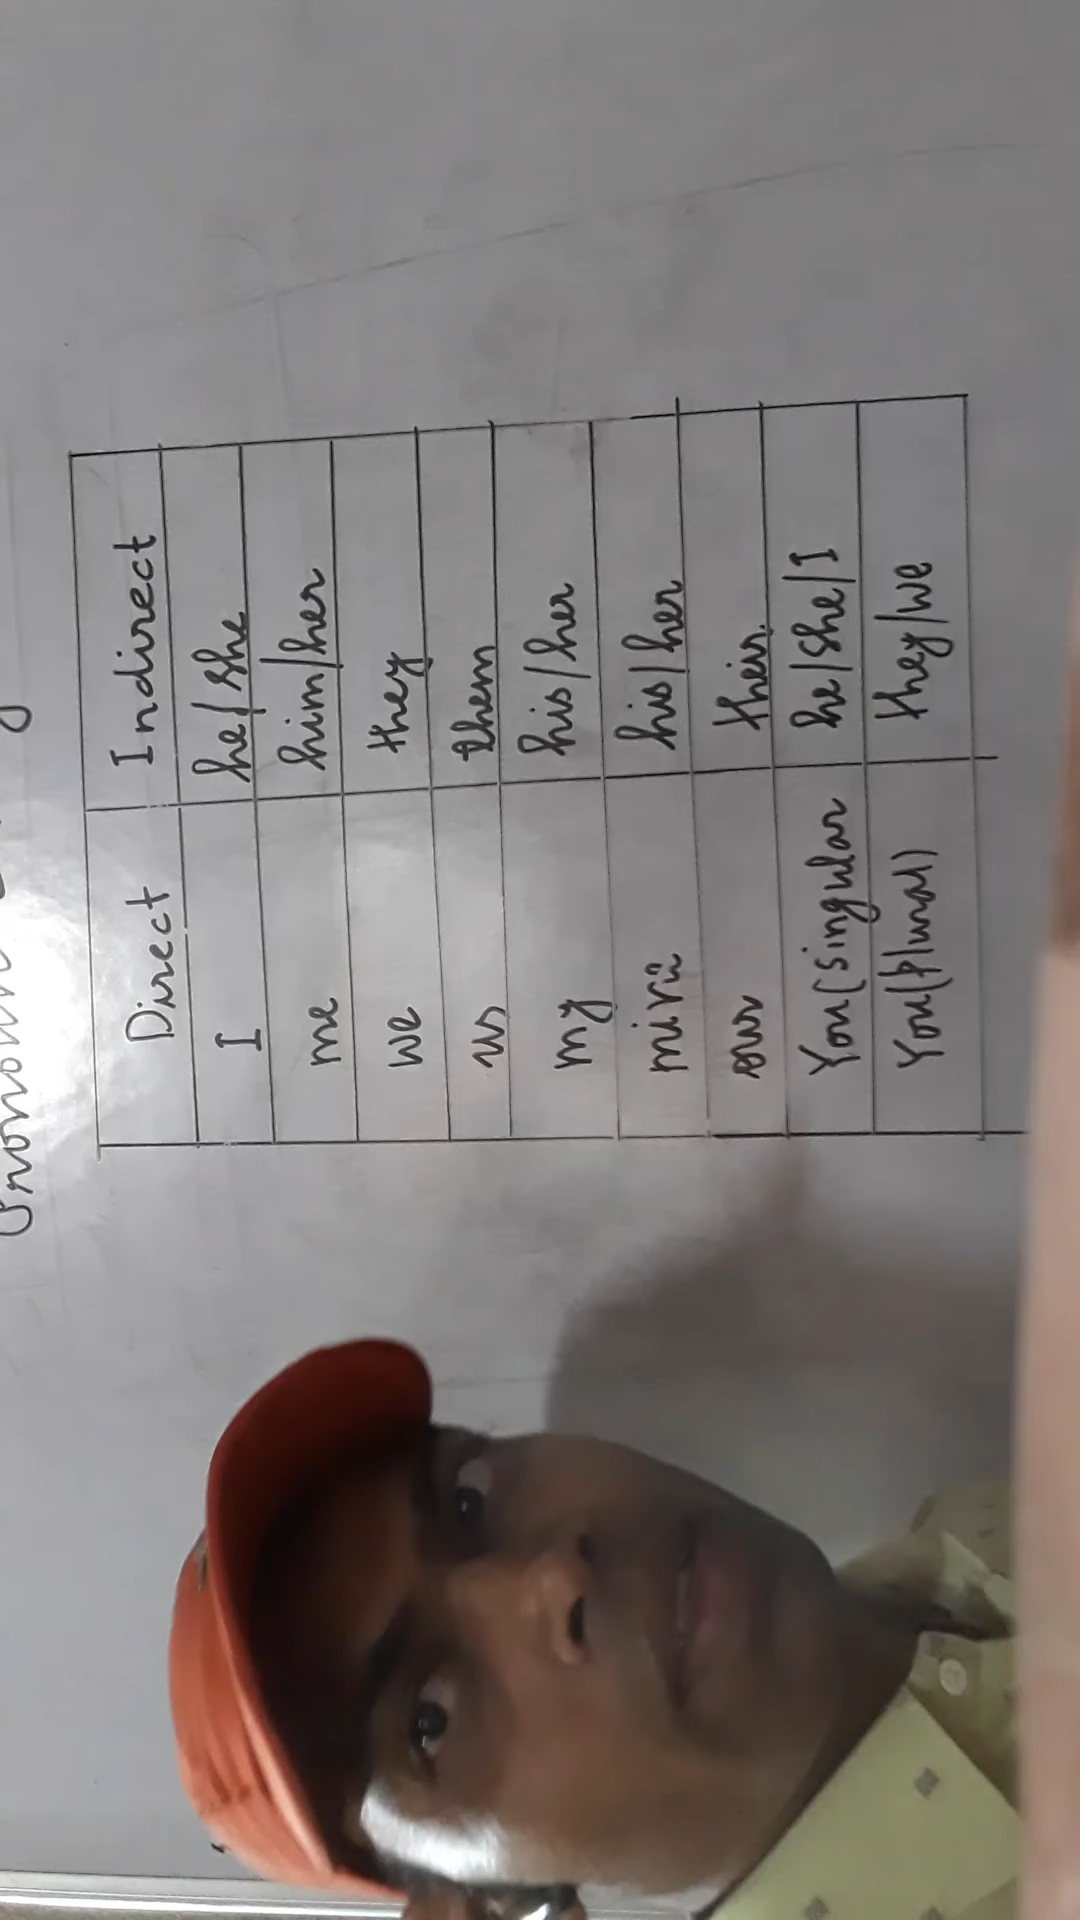 Pronoun
Direct Indirect
I he/she
me him/her
we they
us them
my his/her
his/her
our their.
You(singular he/she/I
You(plural) they/we